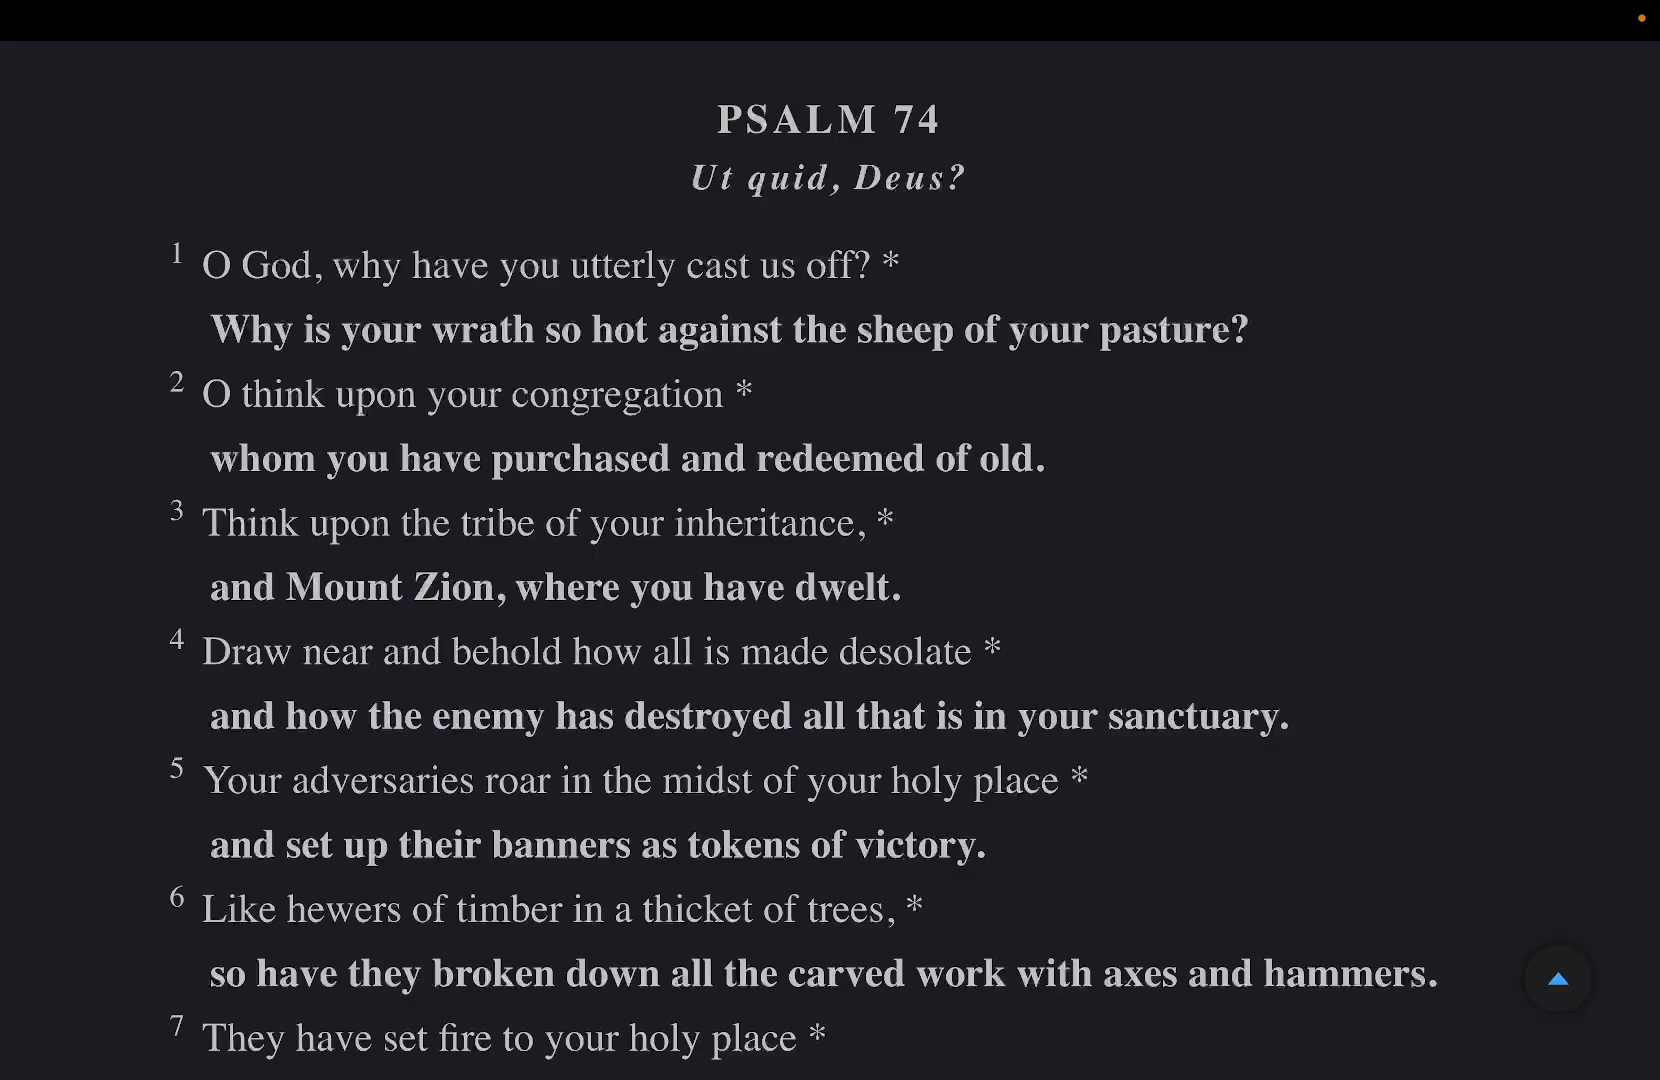 PSALM 74
Ut quid, Deus?
1 O God, why have you utterly cast us off? *
Why is your wrath so hot against the sheep of your pasture?
2 O think upon your congregation *
whom you have purchased and redeemed of old.
3 Think upon the tribe of your inheritance, *
and Mount Zion, where you have dwelt.
4 Draw near and behold how all is made desolate *
and how the enemy has destroyed all that is in your sanctuary.
5 Your adversaries roar in the midst of your holy place *
and set up their banners as tokens of victory.
6 Like hewers of timber in a thicket of trees, *
so have they broken down all the carved work with axes and hammers.
7 They have set fire to your holy place *